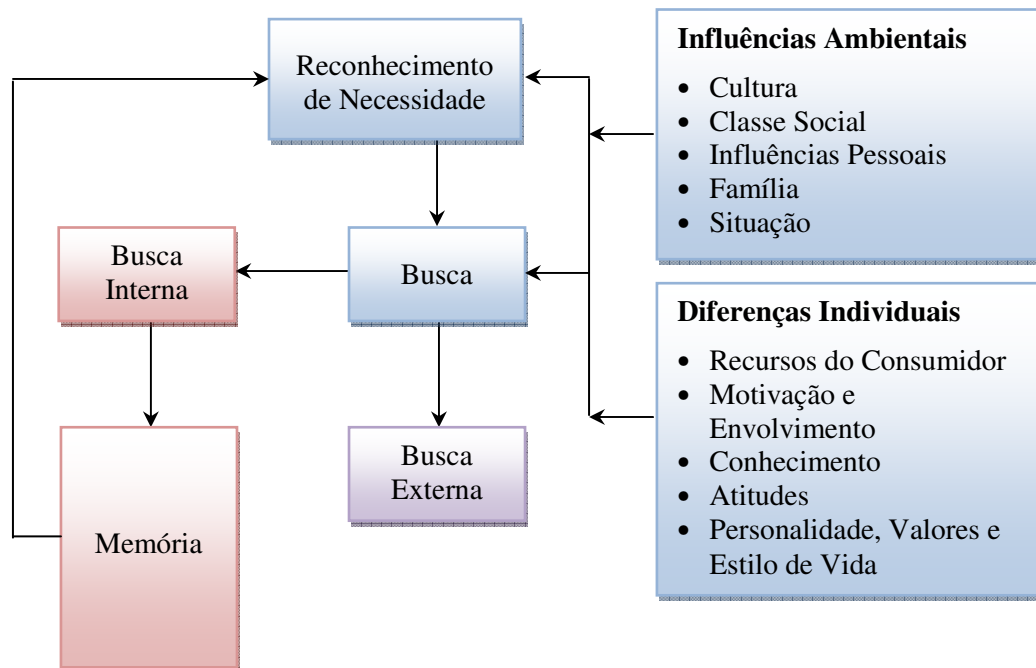 Reconhecimento
de Necessidade
Busca
Interna
Busca
Memória
Busca
Externa
Influências Ambientais
• Cultura
• Classe Social
• Influências Pessoais
• Família
• Situação
Diferenças Individuais
• Recursos do Consumidor
• Motivação e
Envolvimento
• Conhecimento
• Atitudes
• Personalidade, Valores e
Estilo de Vida